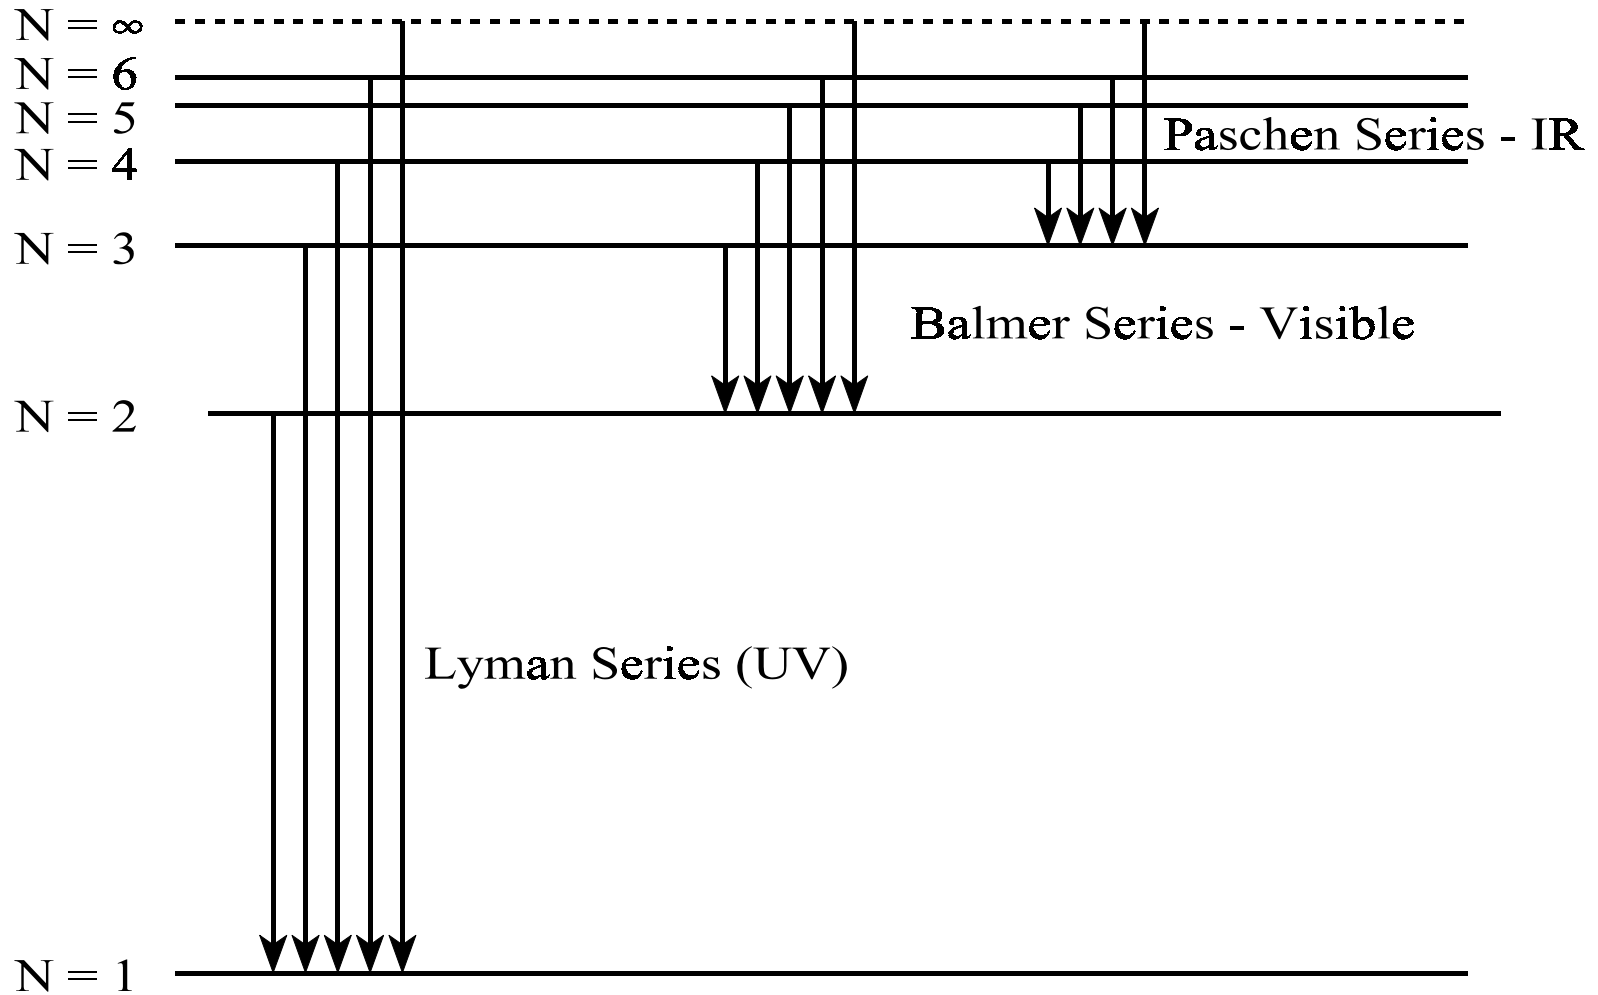 N = ∞
N = 6
N = 5
Paschen Series - IR
N = 4
N = 3
Balmer Series - Visible
N = 2
Lyman Series (UV)
N = 1